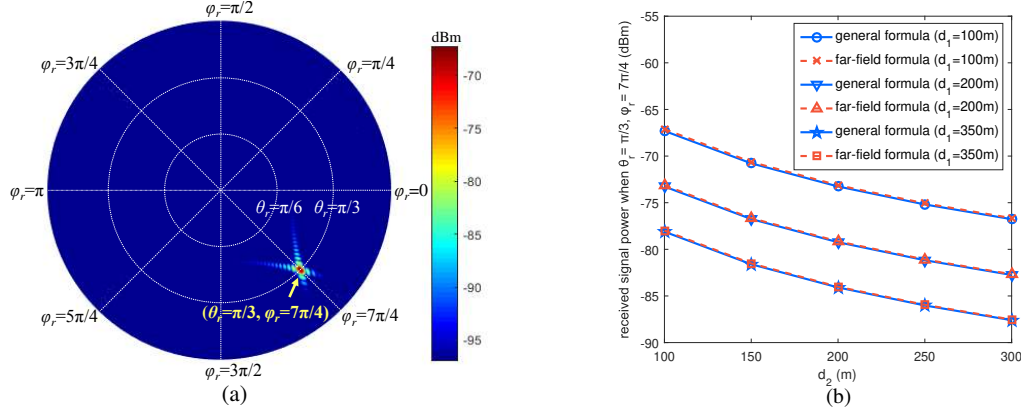 φr=π/2
dBm
φr=3π/4
φr=π/4
-70
-75
φr=π
φr=0
-80
θr=π/6
θr=π/3
-85
-90
(θr=π/3, φr=7π/4)
φr=5π/4
φr=7π/4
-95
φr=3π/2
(a)
-55
-60
-65
-70
-75
-80
-85
-90
received signal power when θ = π/3, φr = 7π/4 (dBm)
general formula (d1=100m)
far-field formula (d1=100m)
general formula (d1=200m)
far-field formula (d1=200m)
general formula (d1=350m)
far-field formula (d1=350m)
100
150
200
250
300
d2 (m)
(b)